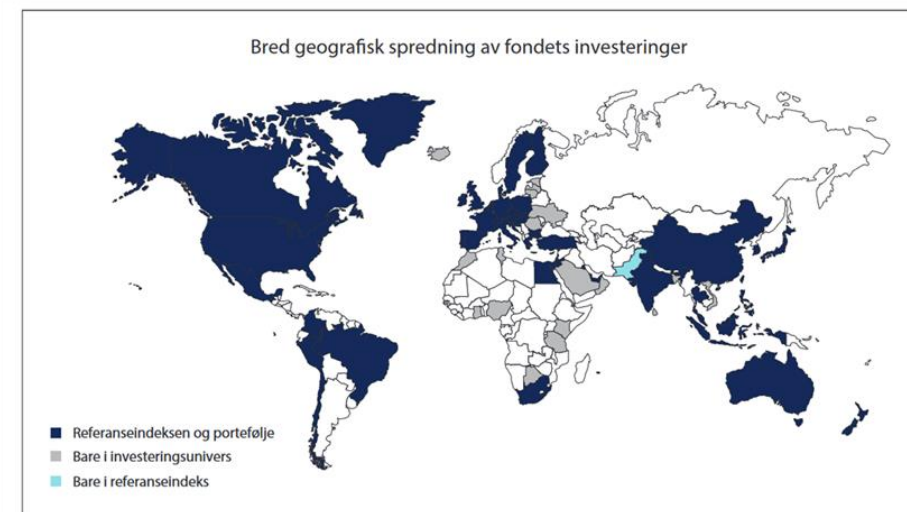 Bred geografisk spredning av fondets investeringer
Referanseindeksen og portefølje
Bare i investeringsunivers
Bare i referanseindeks